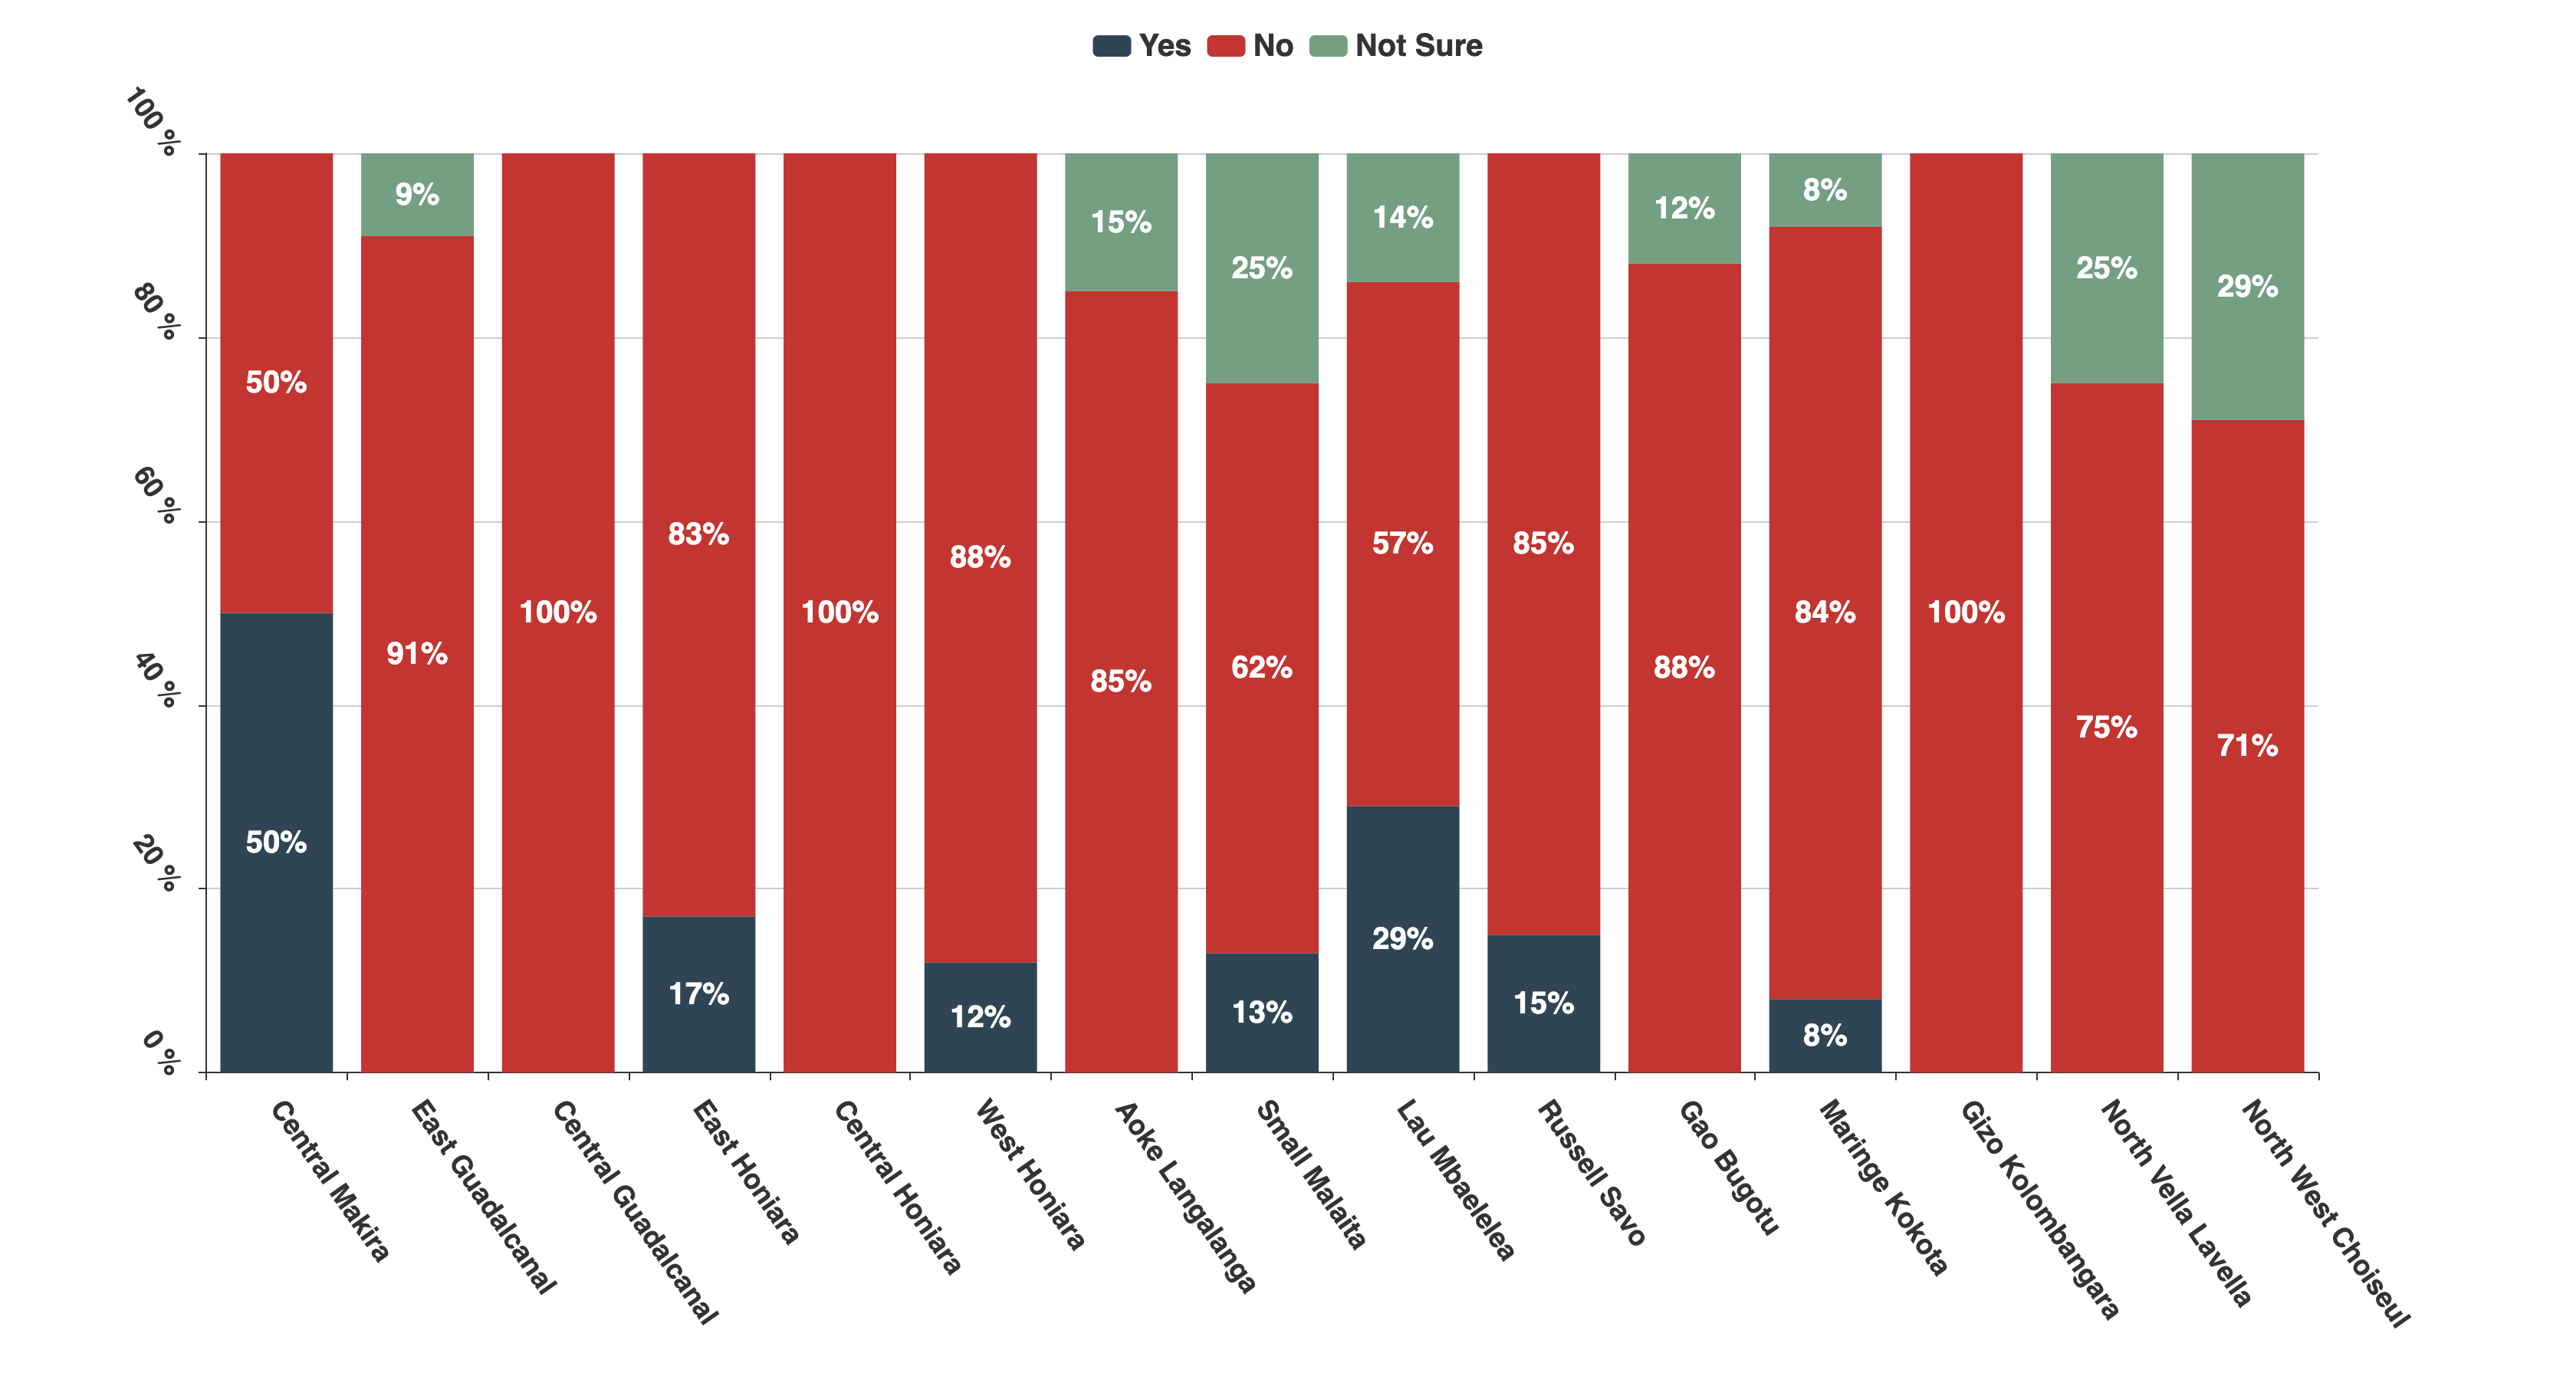 Yes No Not Sure
100 %
80 %
60 %
40 %
20 %
0 %
50%
50%
9%
91%
100%
83%
17%
100%
88%
12%
15%
85%
25%
62%
13%
14%
57%
29%
85%
15%
12%
88%
8%
84%
8%
100%
25%
75%
29%
71%
Central Makira
East Guadalcanal
Central Guadalcanal
East Honiara
Central Honiara
West Honiara
Aoke Langalanga
Small Malaita
Lau Mbaelelea
Russell Savo
Gao Bugotu
Maringe Kokota
Gizo Kolombangara
North Vella Lavella
North West Choiseul